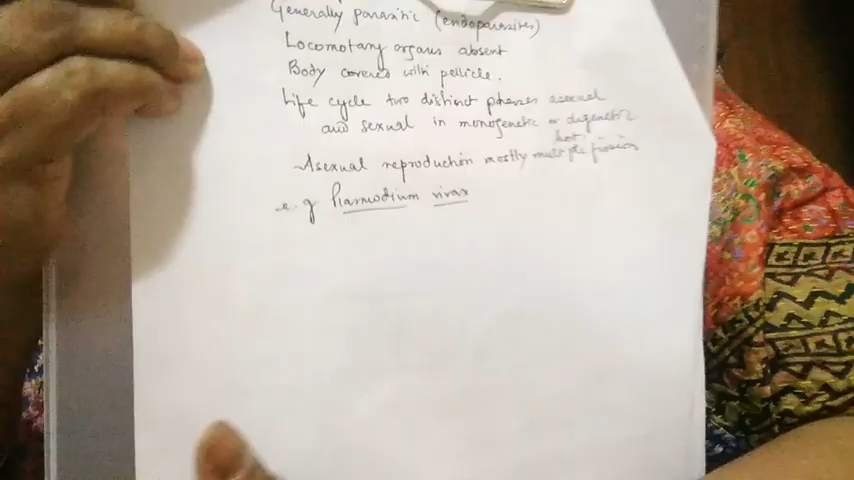 Generally parasitic (endoparasites)
Locomotary organs absent
Body covered with pellicle.
Life cycle two distinct phases asexual
and sexual in monogenetic or digenetic
host
Asexual reproduction mostly multiple fission
e.g Plasmodium vivax